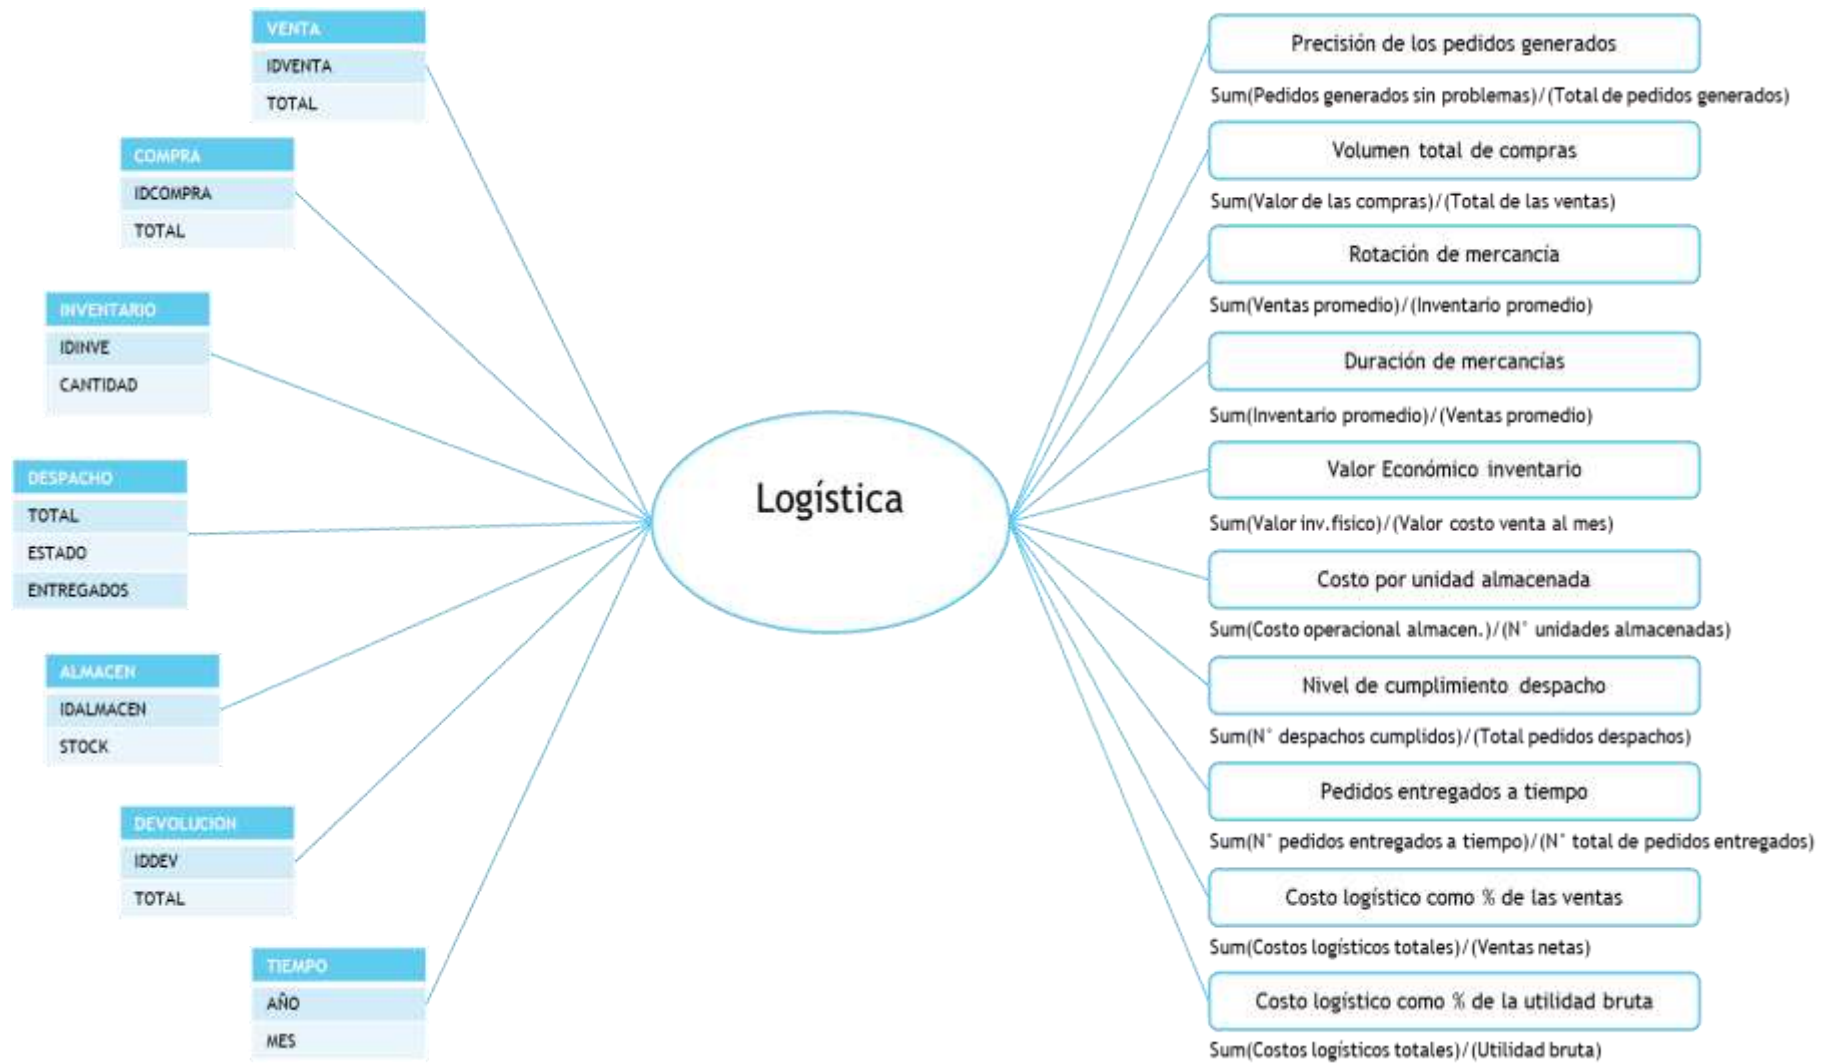 VENTA
IDVENTA
TOTAL
COMPRA
IDCOMPRA
TOTAL
INVENTARIO
IDINVE
CANTIDAD
DESPACHO
TOTAL
ESTADO
ENTREGADOS
ALMACEN
IDALMACEN
STOCK
DEVOLUCION
IDDEV
TOTAL
TIEMPO
AÑO
MES
Logística
Precisión de los pedidos generados
Sum(Pedidos generados sin problemas)/(Total de pedidos generados)
Volumen total de compras
Sum(Valor de las compras)/(Total de las ventas)
Rotación de mercancía
Sum(Ventas promedio)/(Inventario promedio)
Duración de mercancías
Sum(Inventario promedio)/(Ventas promedio)
Valor Económico inventario
Sum(Valor inv.fisico)/(Valor costo venta al mes)
Costo por unidad almacenada
Sum(Costo operacional almacen.)/(N° unidades almacenadas)
Nivel de cumplimiento despacho
Sum(N° despachos cumplidos)/(Total pedidos despachos)
Pedidos entregados a tiempo
Sum(N° pedidos entregados a tiempo)/(N° total de pedidos entregados)
Costo logístico como % de las ventas
Sum(Costos logísticos totales)/(Ventas netas)
Costo logístico como % de la utilidad bruta
Sum(Costos logísticos totales)/(Utilidad bruta)